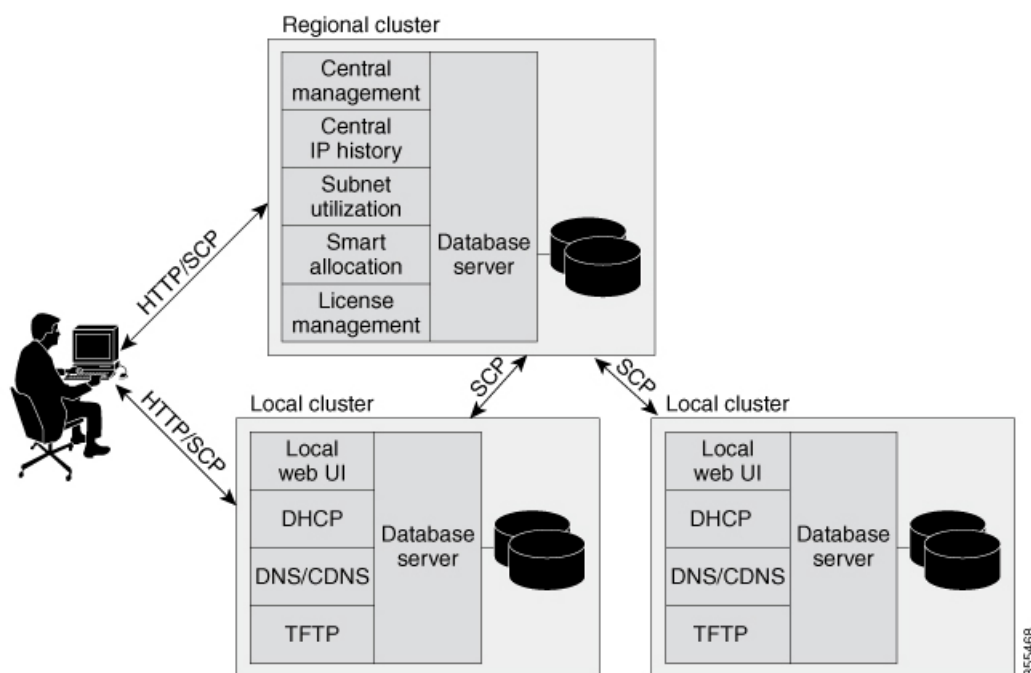 Regional cluster
Central
management
Central
IP history
Subnet
utilization
Smart
allocation
License
management
Database
server
HTTP/SCP
HTTP/SCP
SCP
SCP
Local cluster
Local
web UI
DHCP
DNS/CDNS
TFTP
Database
server
Local cluster
Local
web UI
DHCP
DNS/CDNS
TFTP
Database
server
355468